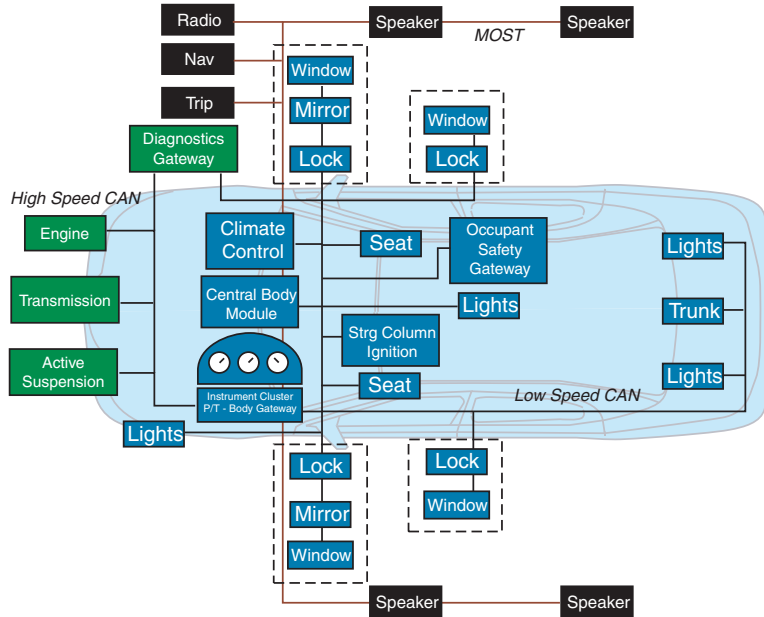 Radio
Speaker
Speaker
MOST
Nav
Window
Mirror
Trip
Window
Diagnostics
Gateway
Lock
Lock
High Speed CAN
Engine
Climate
Control
Seat
Occupant
Safety
Gateway
Lights
Transmission
Central Body
Module
Lights
Trunk
Strg Column
Ignition
Active
Suspension
Seat
Lights
Instrument Cluster
P/T - Body Gateway
Low Speed CAN
Lights
Lock
Lock
Mirror
Window
Window
Speaker
Speaker